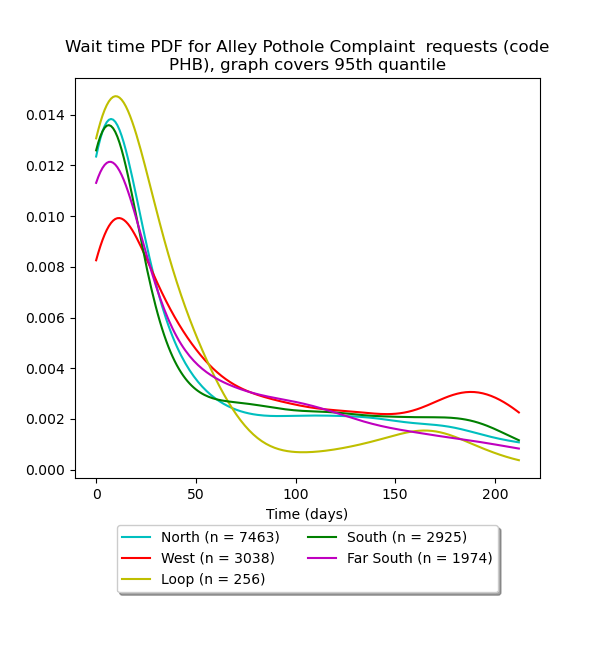 Wait time PDF for Alley Pothole Complaint  requests (code
PHB), graph covers 95th quantile
0.014
0.012
0.010
0.008
0.006
0.004
0.002
0.000
0 50 100 150 200
Time (days)
North (n = 7463) South (n = 2925)
West (n = 3038) Far South (n = 1974)
Loop (n = 256)